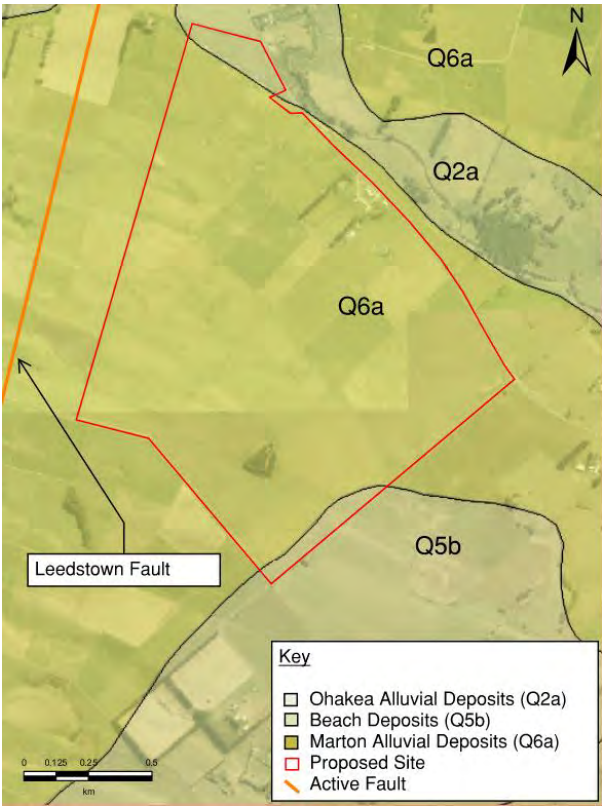 N
Q6a
Q2a
Q6a
Q5b
Leedstown Fault
Key
Ohakea Alluvial Deposits (Q2a)
Beach Deposits (Q5b)
Marton Alluvial Deposits (Q6a)
Proposed Site
Active Fault
0 0.125 0.25 0.5
km